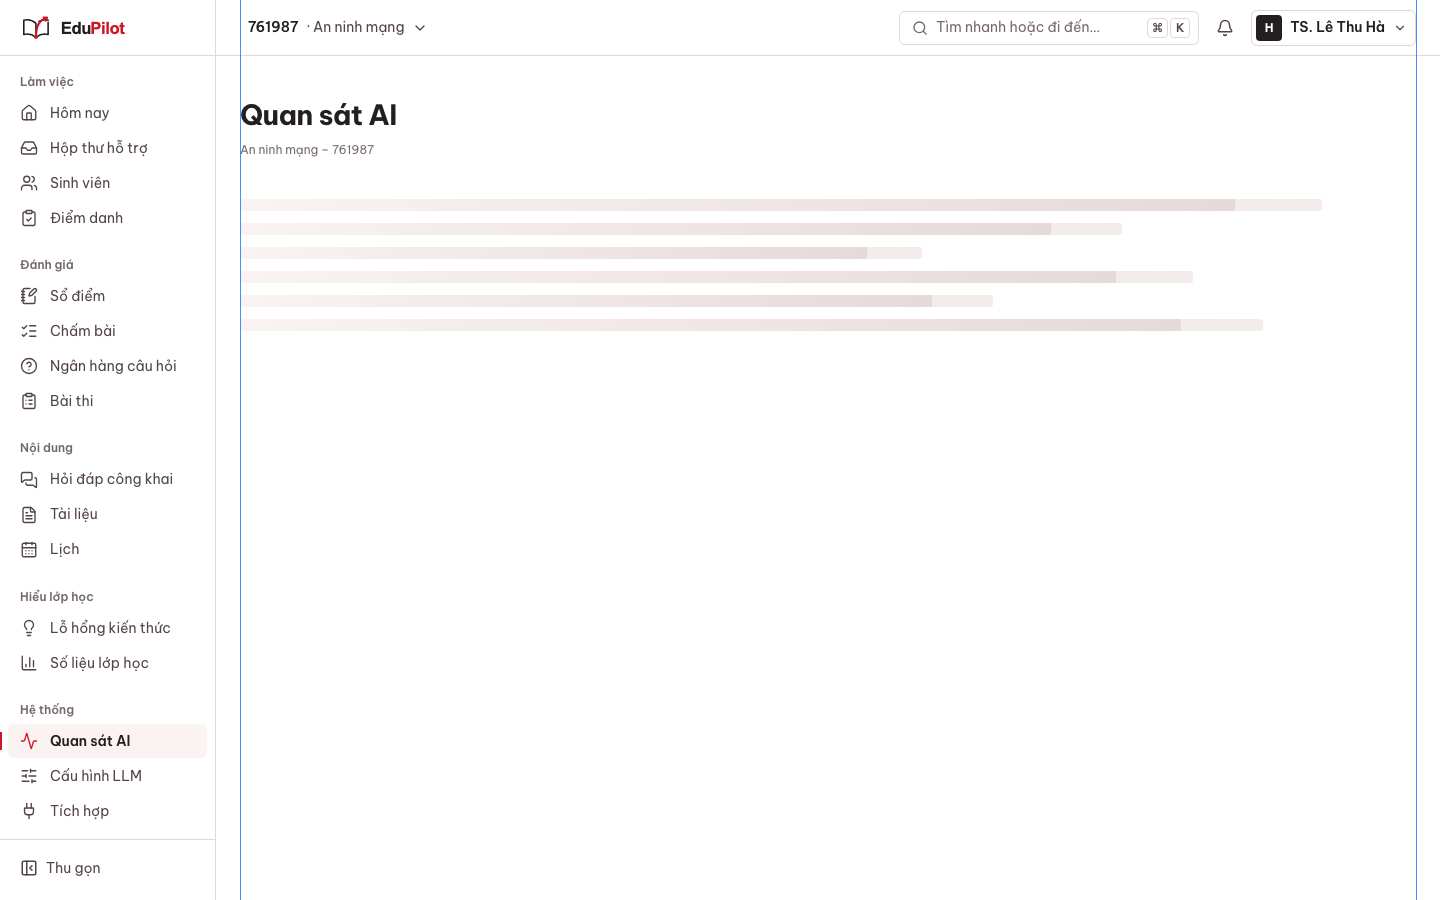 EduPilot
761987 · An ninh mạng
Tìm nhanh hoặc đi đến...
⌘ K
H
TS. Lê Thu Hà
Làm việc
Hôm nay
Hộp thư hỗ trợ
Sinh viên
Điểm danh
Đánh giá
Sổ điểm
Chấm bài
Ngân hàng câu hỏi
Bài thi
Nội dung
Hỏi đáp công khai
Tài liệu
Lịch
Hiểu lớp học
Lỗ hổng kiến thức
Số liệu lớp học
Hệ thống
Quan sát AI
Cấu hình LLM
Tích hợp
Thu gọn
Quan sát AI
An ninh mạng – 761987